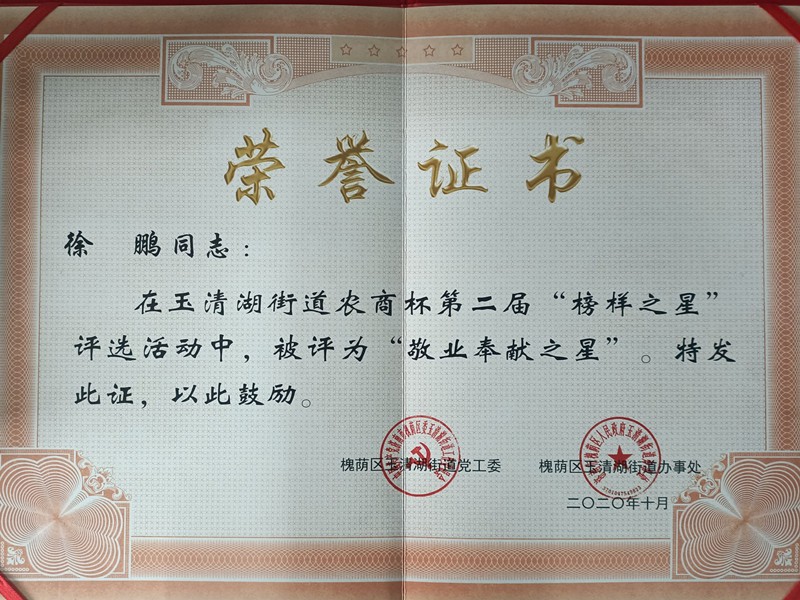 荣誉证书
徐 鹏同志：
在玉清湖街道农商杯第二届“榜样之星”
评选活动中，被评为“敬业奉献之星”。特发
此证，以此鼓励。
槐荫区玉清湖街道党工委 槐荫区玉清湖街道办事处
二〇二〇年十月